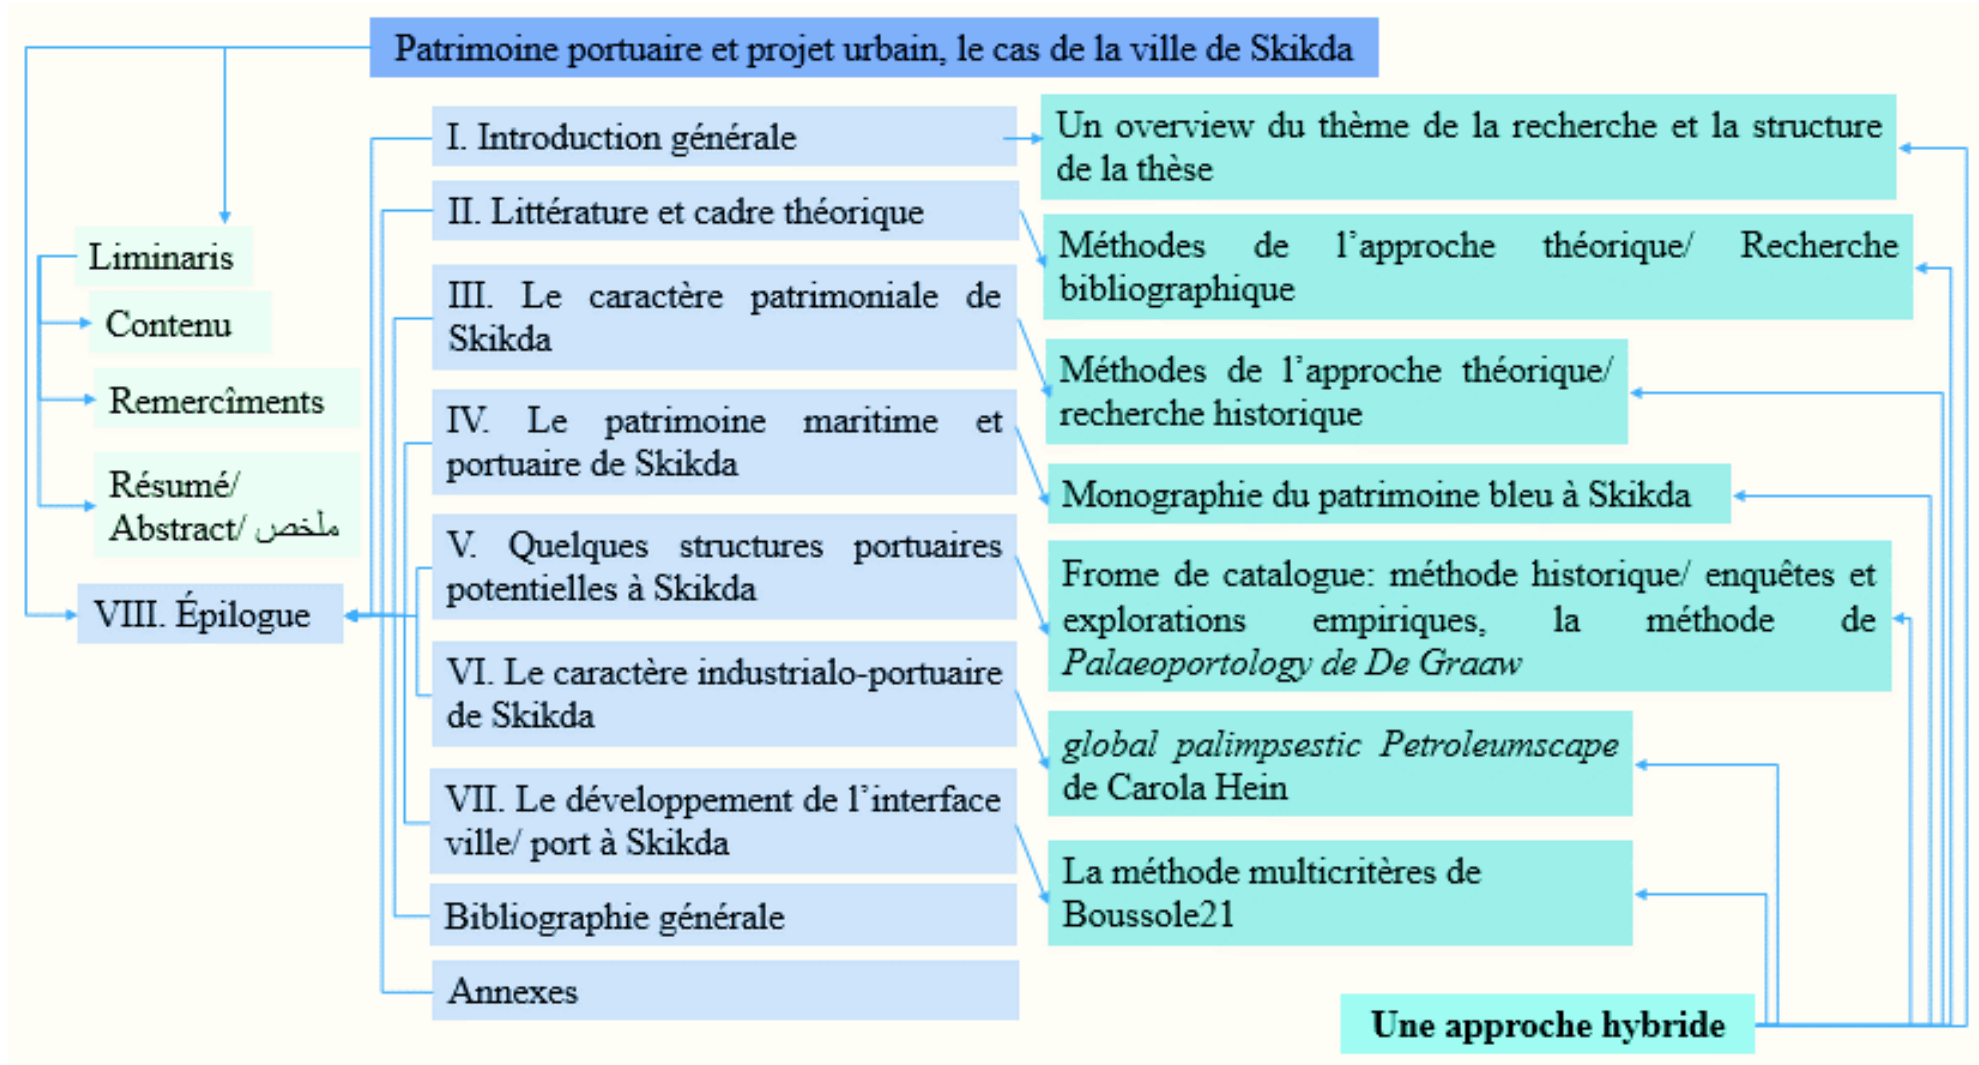 Patrimoine portuaire et projet urbain, le cas de la ville de Skikda
Liminaris
Contenu
Remercîments
Résumé/
Abstract/ ملخص
VIII. Épilogue
I. Introduction générale
II. Littérature et cadre théorique
III. Le caractère patrimoniale de
Skikda
IV. Le patrimoine maritime et
portuaire de Skikda
V. Quelques structures portuaires
potentielles à Skikda
VI. Le caractère industrialo-portuaire
de Skikda
VII. Le développement de l’interface
ville/ port à Skikda
Bibliographie générale
Annexes
Un overview du thème de la recherche et la structure
de la thèse
Méthodes de l’approche théorique/ Recherche
bibliographique
Méthodes de l’approche théorique/
recherche historique
Monographie du patrimoine bleu à Skikda
Frome de catalogue: méthode historique/ enquêtes et
explorations empiriques, la méthode de
Palaeoportology de De Graaw
global palimpsestic Petroleumscape
de Carola Hein
La méthode multicritères de
Boussole21
Une approche hybride